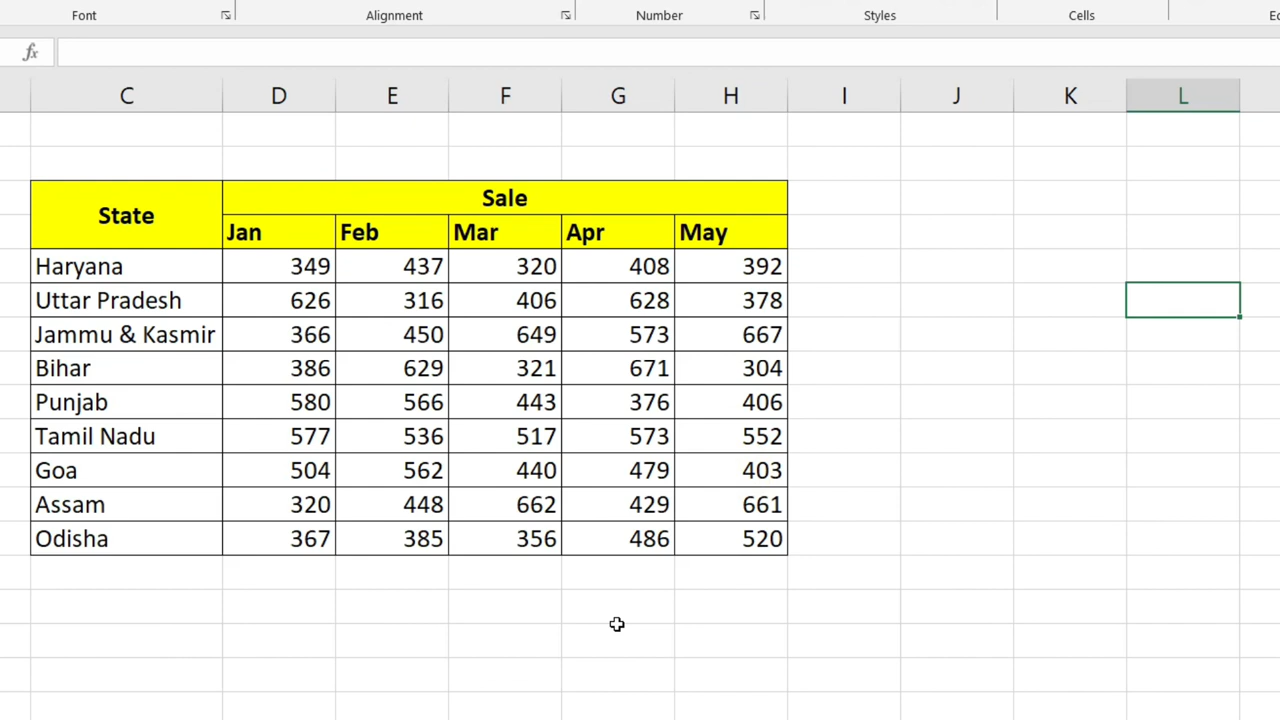 Font Alignment Number Styles Cells Ed
fx
C D E F G H I J K L
State Sale
Jan Feb Mar Apr May
Haryana 349 437 320 408 392
Uttar Pradesh 626 316 406 628 378
Jammu & Kasmir 366 450 649 573 667
Bihar 386 629 321 671 304
Punjab 580 566 443 376 406
Tamil Nadu 577 536 517 573 552
Goa 504 562 440 479 403
Assam 320 448 662 429 661
Odisha 367 385 356 486 520